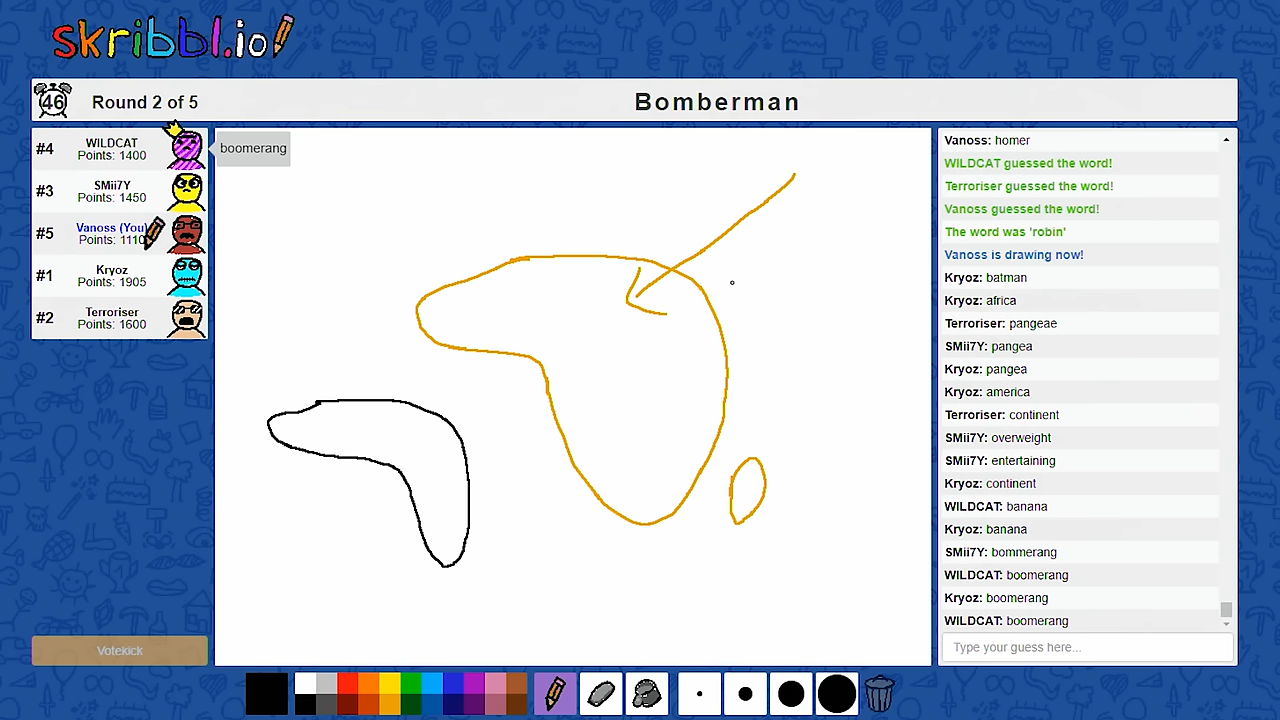 skribbl.io
46
Round 2 of 5
Bomberman
#4
WILDCAT
Points: 1400
boomerang
#3
SMii7Y
Points: 1450
#5
Vanoss (You)
Points: 1110
#1
Kryoz
Points: 1905
#2
Terroriser
Points: 1600
Votekick
Vanoss: homer
WILDCAT guessed the word!
Terroriser guessed the word!
Vanoss guessed the word!
The word was 'robin'
Vanoss is drawing now!
Kryoz: batman
Kryoz: africa
Terroriser: pangeae
SMii7Y: pangea
Kryoz: pangea
Kryoz: america
Terroriser: continent
SMii7Y: overweight
SMii7Y: entertaining
Kryoz: continent
WILDCAT: banana
Kryoz: banana
SMii7Y: bommerang
WILDCAT: boomerang
Kryoz: boomerang
WILDCAT: boomerang
Type your guess here...